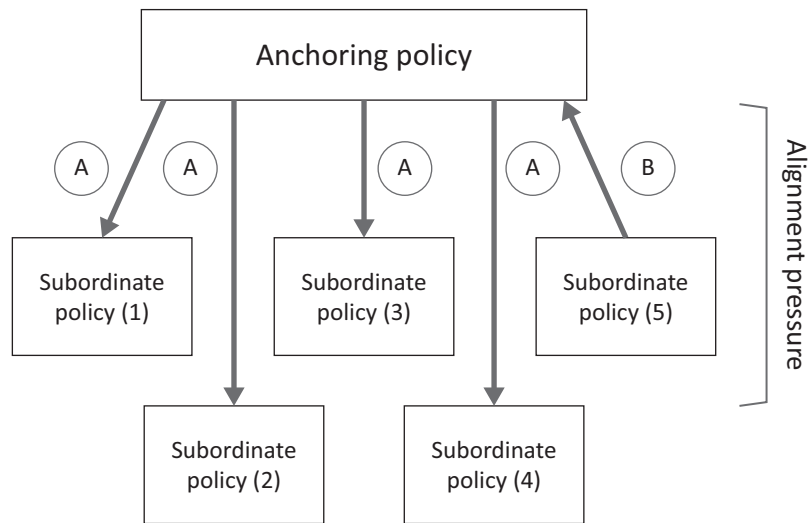 Anchoring policy
A
A
A
A
B
Subordinate
policy (1)
Subordinate
policy (3)
Subordinate
policy (5)
Alignment pressure
Subordinate
policy (2)
Subordinate
policy (4)